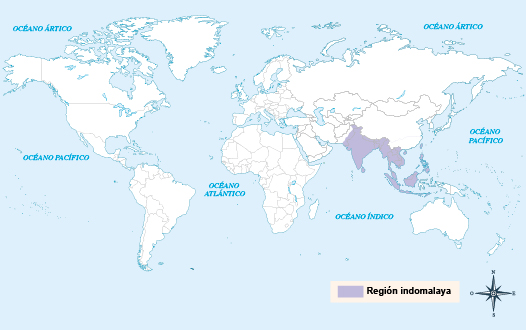 OCÉANO ÁRTICO
OCÉANO ÁRTICO
OCÉANO PACÍFICO
OCÉANO
PACÍFICO
OCÉANO
ATLÁNTICO
OCÉANO ÍNDICO
Región indomalaya
N
O
E
S